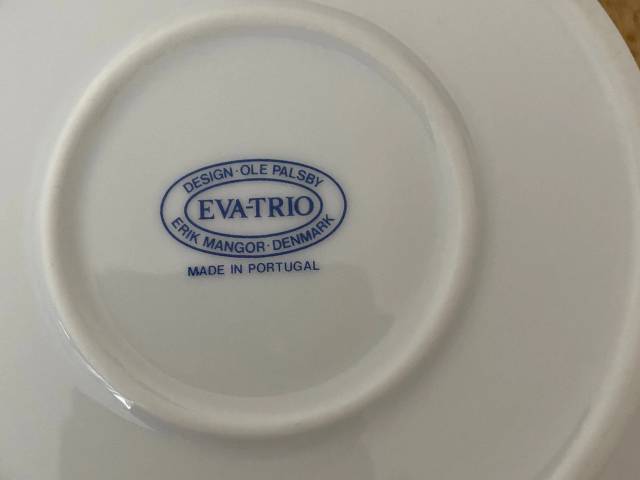 DESIGN·OLE PALSBY
EVA-TRIO
ERIK MANGOR·DENMARK
MADE IN PORTUGAL